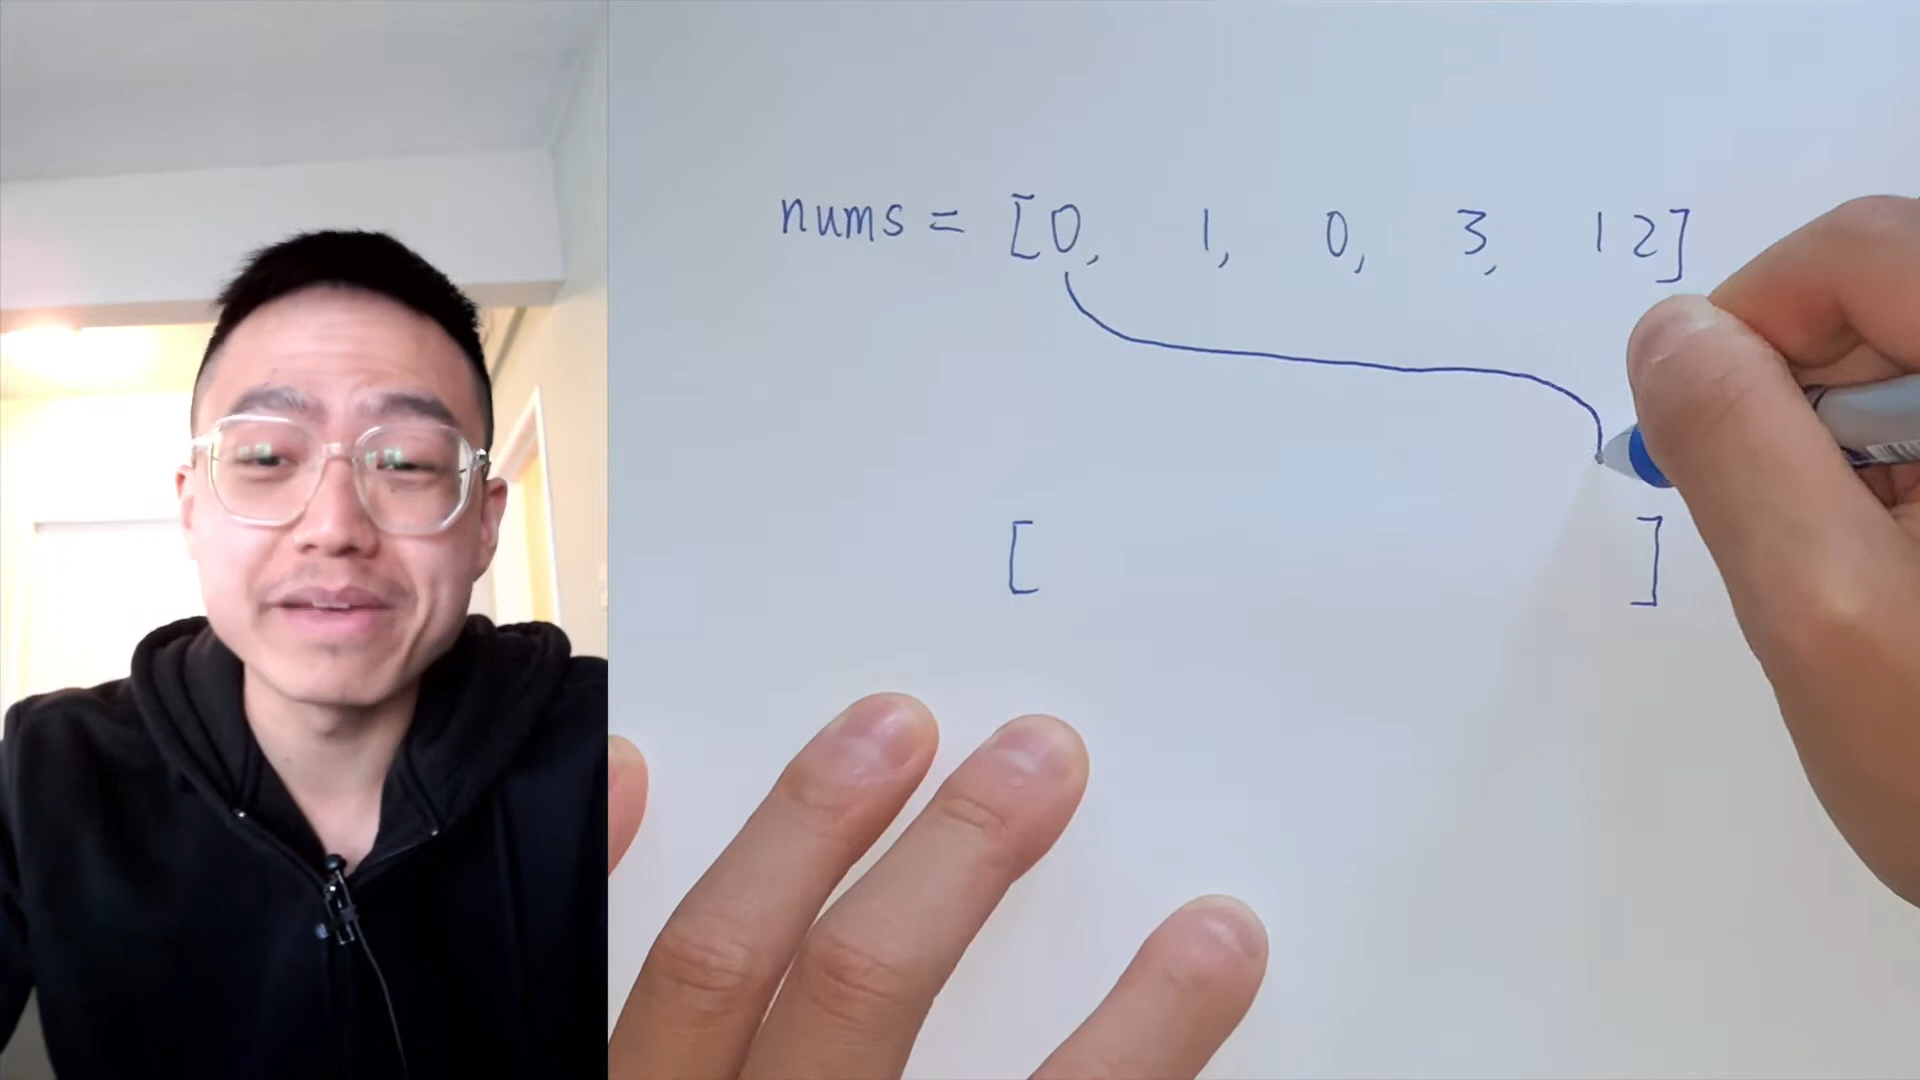 nums = [0, 1, 0, 3, 12]
[ ]